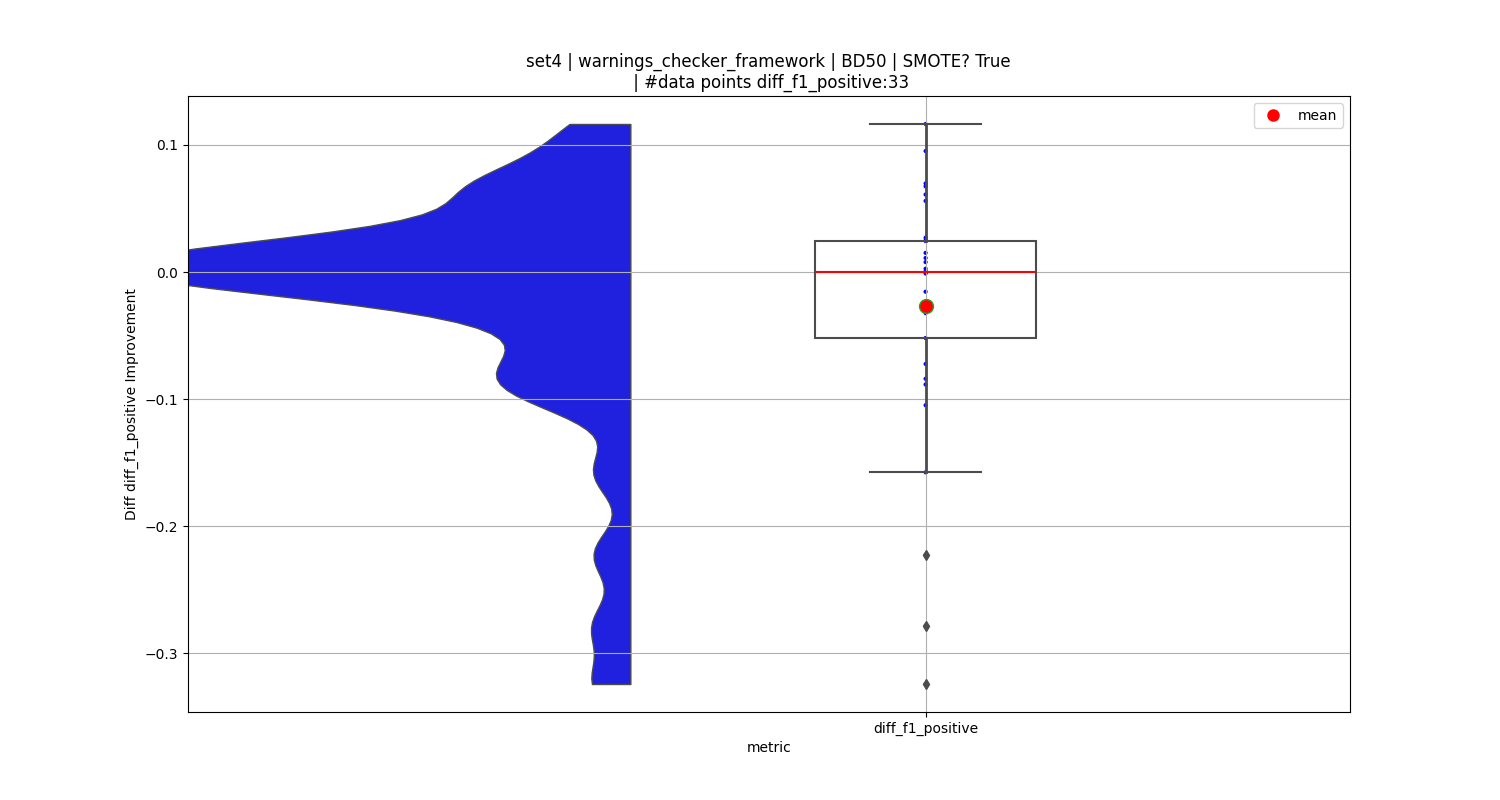 set4 | warnings_checker_framework | BD50 | SMOTE? True
| #data points diff_f1_positive:33
mean
0.1
0.0
−0.1
−0.2
−0.3
Diff diff_f1_positive Improvement
diff_f1_positive
metric